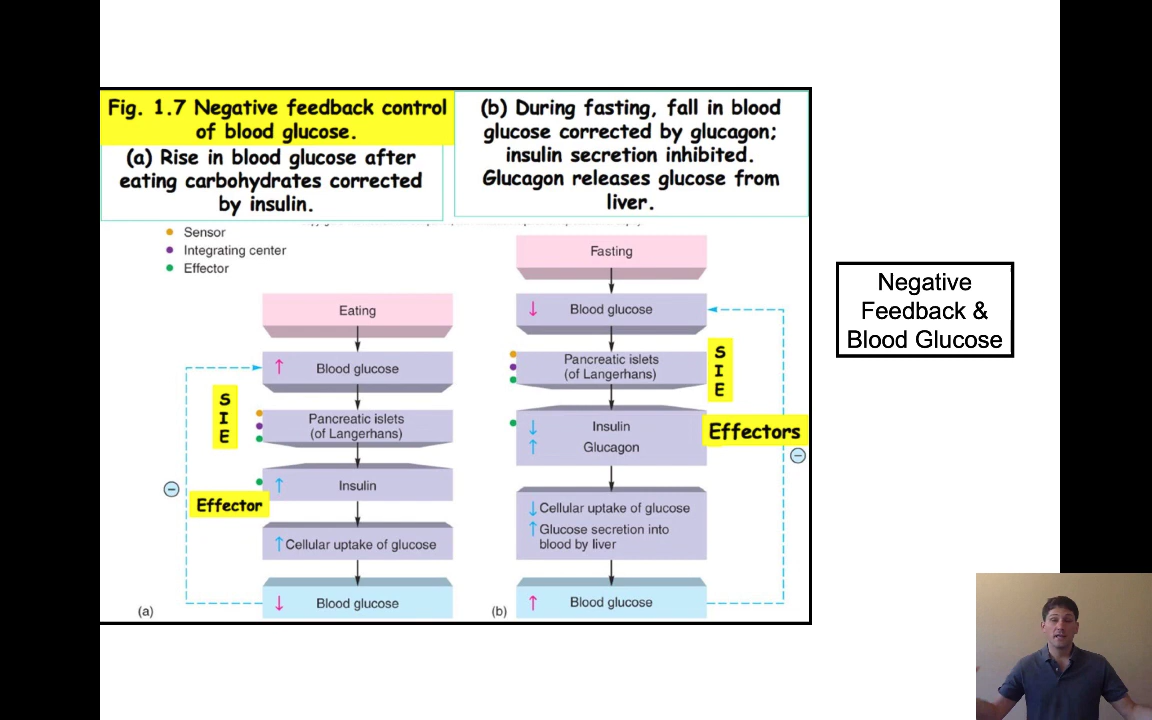 Fig. 1.7 Negative feedback control
of blood glucose.
(a) Rise in blood glucose after
eating carbohydrates corrected
by insulin.
(b) During fasting, fall in blood
glucose corrected by glucagon;
insulin secretion inhibited.
Glucagon releases glucose from
liver.
Sensor
Integrating center
Effector
Eating
↑ Blood glucose
S
I
E
Pancreatic islets
(of Langerhans)
↑ Insulin
Effector
−
↑ Cellular uptake of glucose
↓ Blood glucose
(a)
Fasting
↓ Blood glucose
Pancreatic islets
(of Langerhans)
S
I
E
↓ Insulin
↑ Glucagon
Effectors
−
↓ Cellular uptake of glucose
↑ Glucose secretion into
blood by liver
↑ Blood glucose
(b)
Negative
Feedback &
Blood Glucose